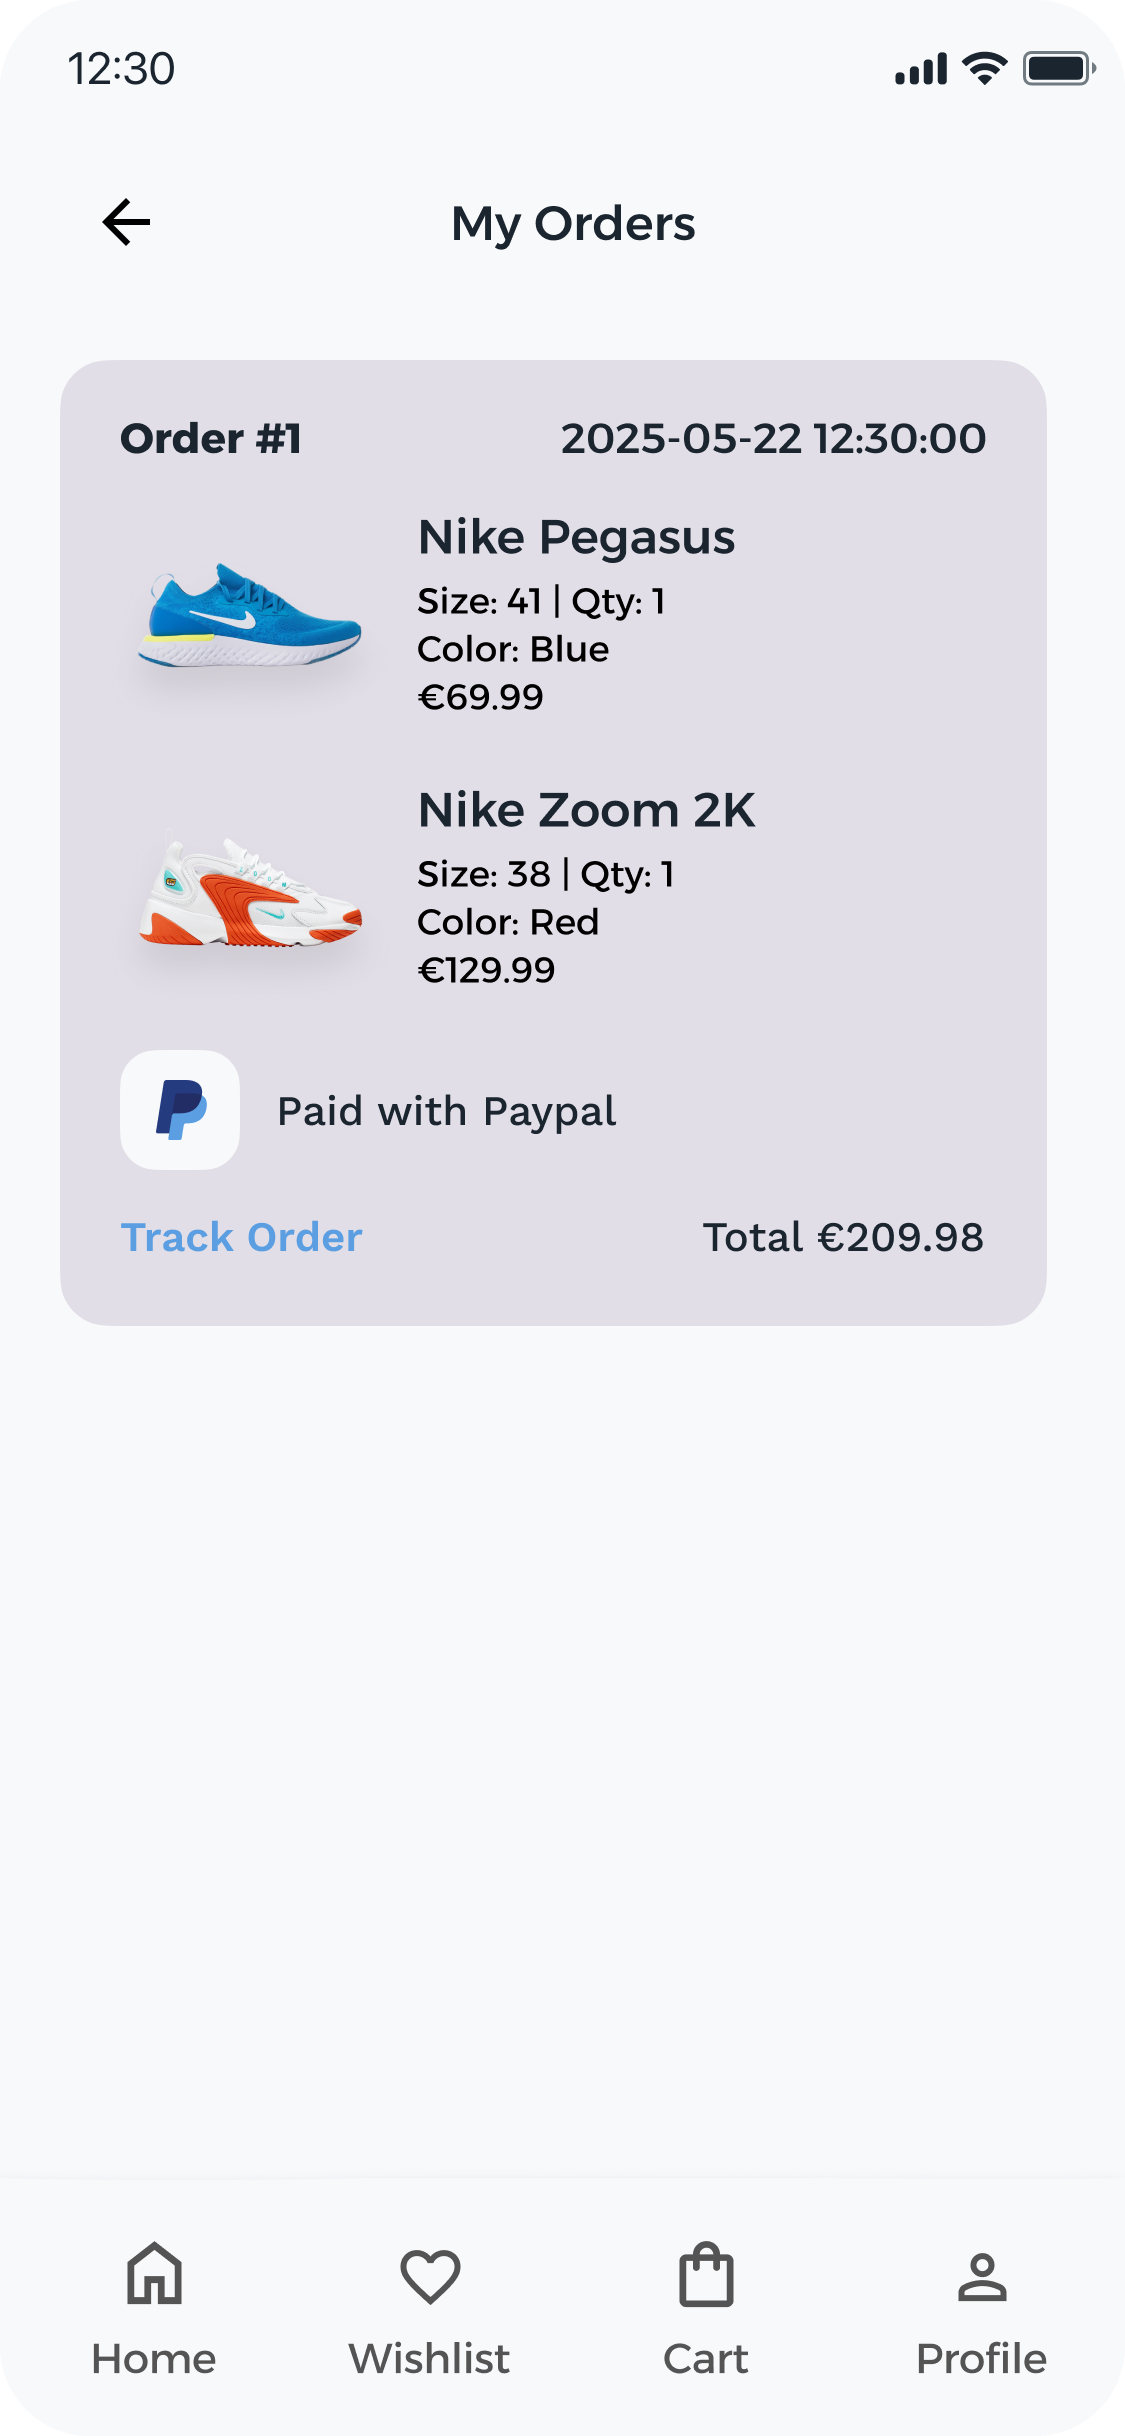 12:30
My Orders
Order #1
2025-05-22 12:30:00
Nike Pegasus
Size: 41 | Qty: 1
Color: Blue
€69.99
Nike Zoom 2K
Size: 38 | Qty: 1
Color: Red
€129.99
Paid with Paypal
Track Order
Total €209.98
Home
Wishlist
Cart
Profile